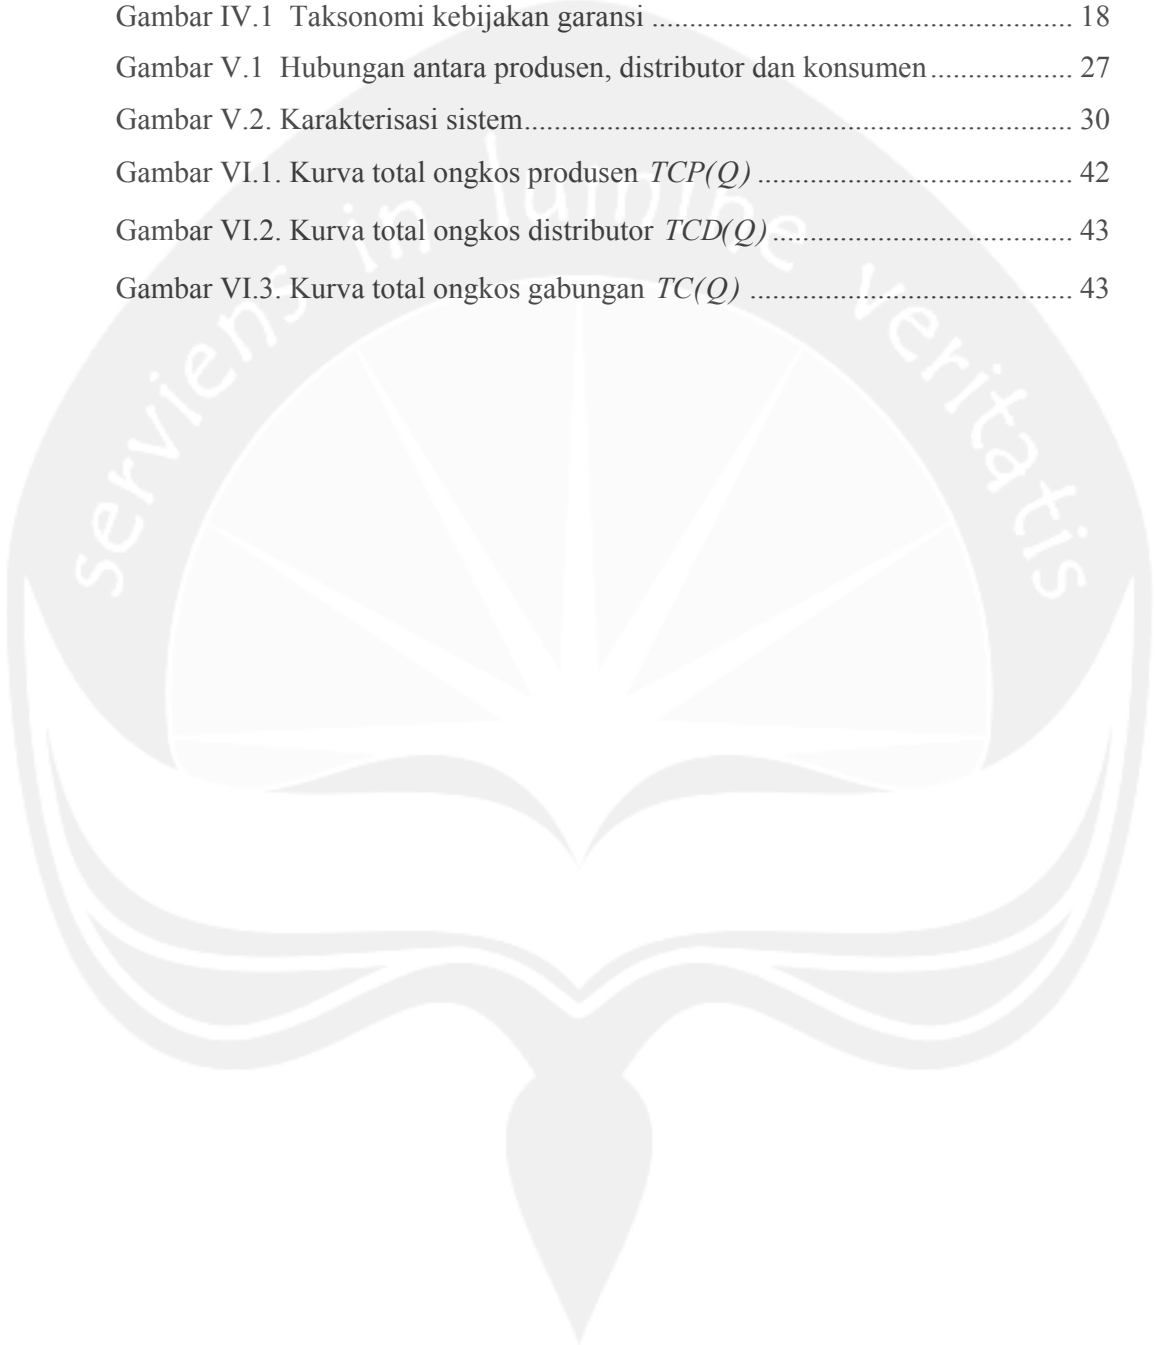 Gambar IV.1  Taksonomi kebijakan garansi ........................................................ 18
Gambar V.1  Hubungan antara produsen, distributor dan konsumen................... 27
Gambar V.2. Karakterisasi sistem.......................................................................... 30
Gambar VI.1. Kurva total ongkos produsen TCP(Q) .......................................... 42
Gambar VI.2. Kurva total ongkos distributor TCD(Q)........................................ 43
Gambar VI.3. Kurva total ongkos gabungan TC(Q) ........................................... 43
serviens in lumine veritatis